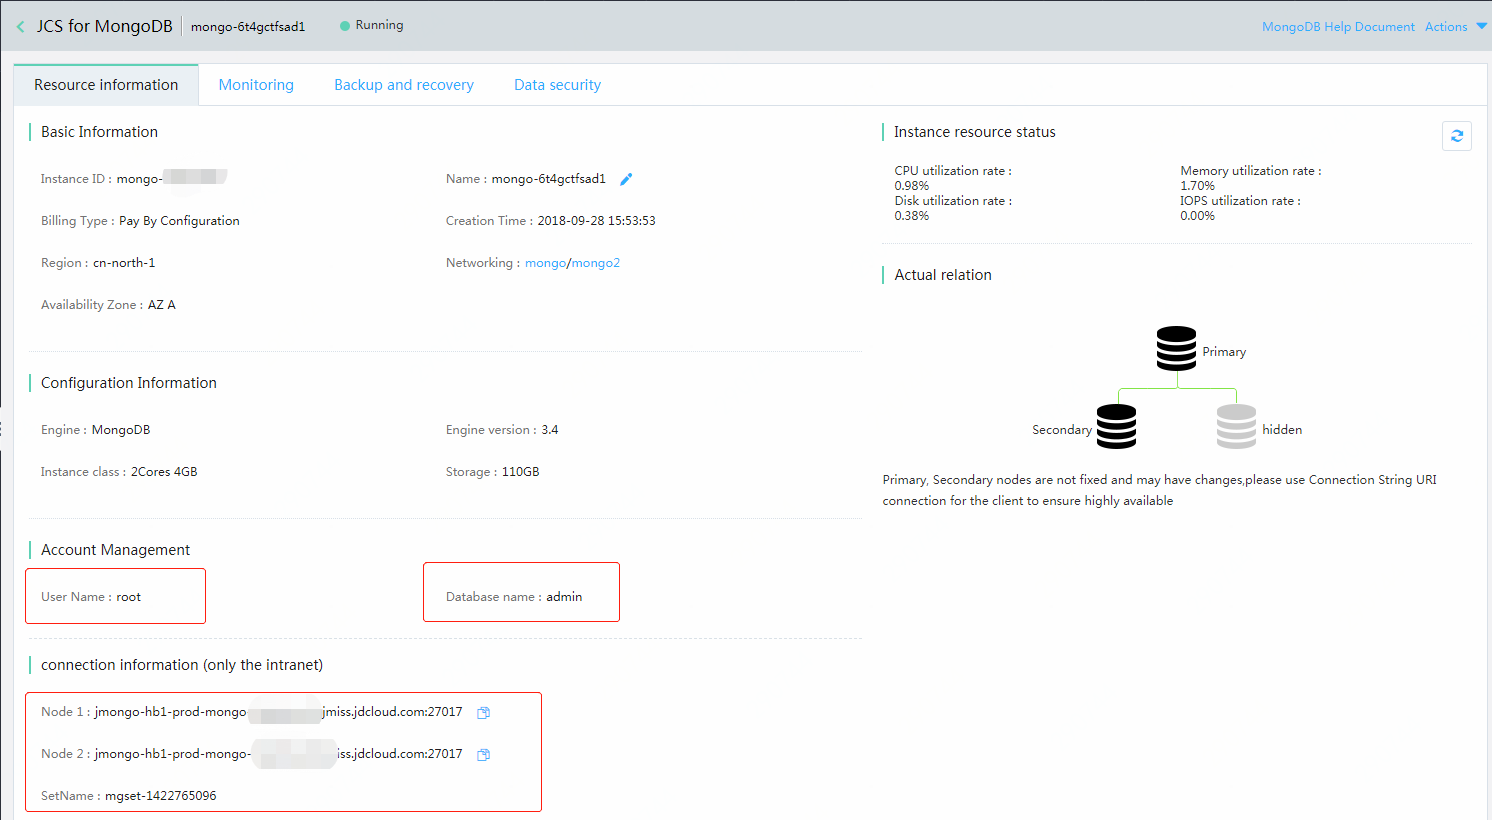 JCS for MongoDB mongo-6t4gctfsad1 Running
MongoDB Help Document Actions
Resource information Monitoring Backup and recovery Data security
Basic Information
Instance ID : mongo-
Name : mongo-6t4gctfsad1
Billing Type : Pay By Configuration
Creation Time : 2018-09-28 15:53:53
Region : cn-north-1
Networking : mongo/mongo2
Availability Zone : AZ A
Configuration Information
Engine : MongoDB
Engine version : 3.4
Instance class : 2Cores 4GB
Storage : 110GB
Account Management
User Name : root
Database name : admin
connection information (only the intranet)
Node 1 : jmongo-hb1-prod-mongo jmiss.jdcloud.com:27017
Node 2 : jmongo-hb1-prod-mongo- iss.jdcloud.com:27017
SetName : mgset-1422765096
Instance resource status
CPU utilization rate :
0.98%
Memory utilization rate :
1.70%
Disk utilization rate :
0.38%
IOPS utilization rate :
0.00%
Actual relation
Primary
Secondary
hidden
Primary, Secondary nodes are not fixed and may have changes,please use Connection String URI
connection for the client to ensure highly available